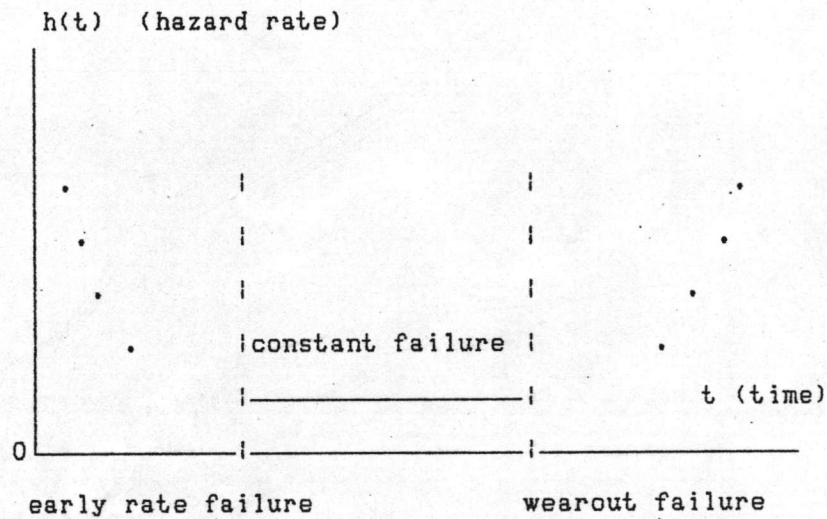 h(t) (hazard rate)
constant failure
t (time)
0
early rate failure wearout failure